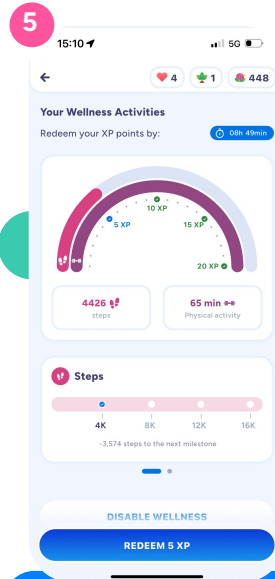 5
15:10
5G
4
1
448
Your Wellness Activities
Redeem your XP points by:
08h 49min
10 XP
5 XP
15 XP
20 XP
4426
steps
65 min
Physical activity
Steps
4K 8K 12K 16K
-3,574 steps to the next milestone
DISABLE WELLNESS
REDEEM 5 XP